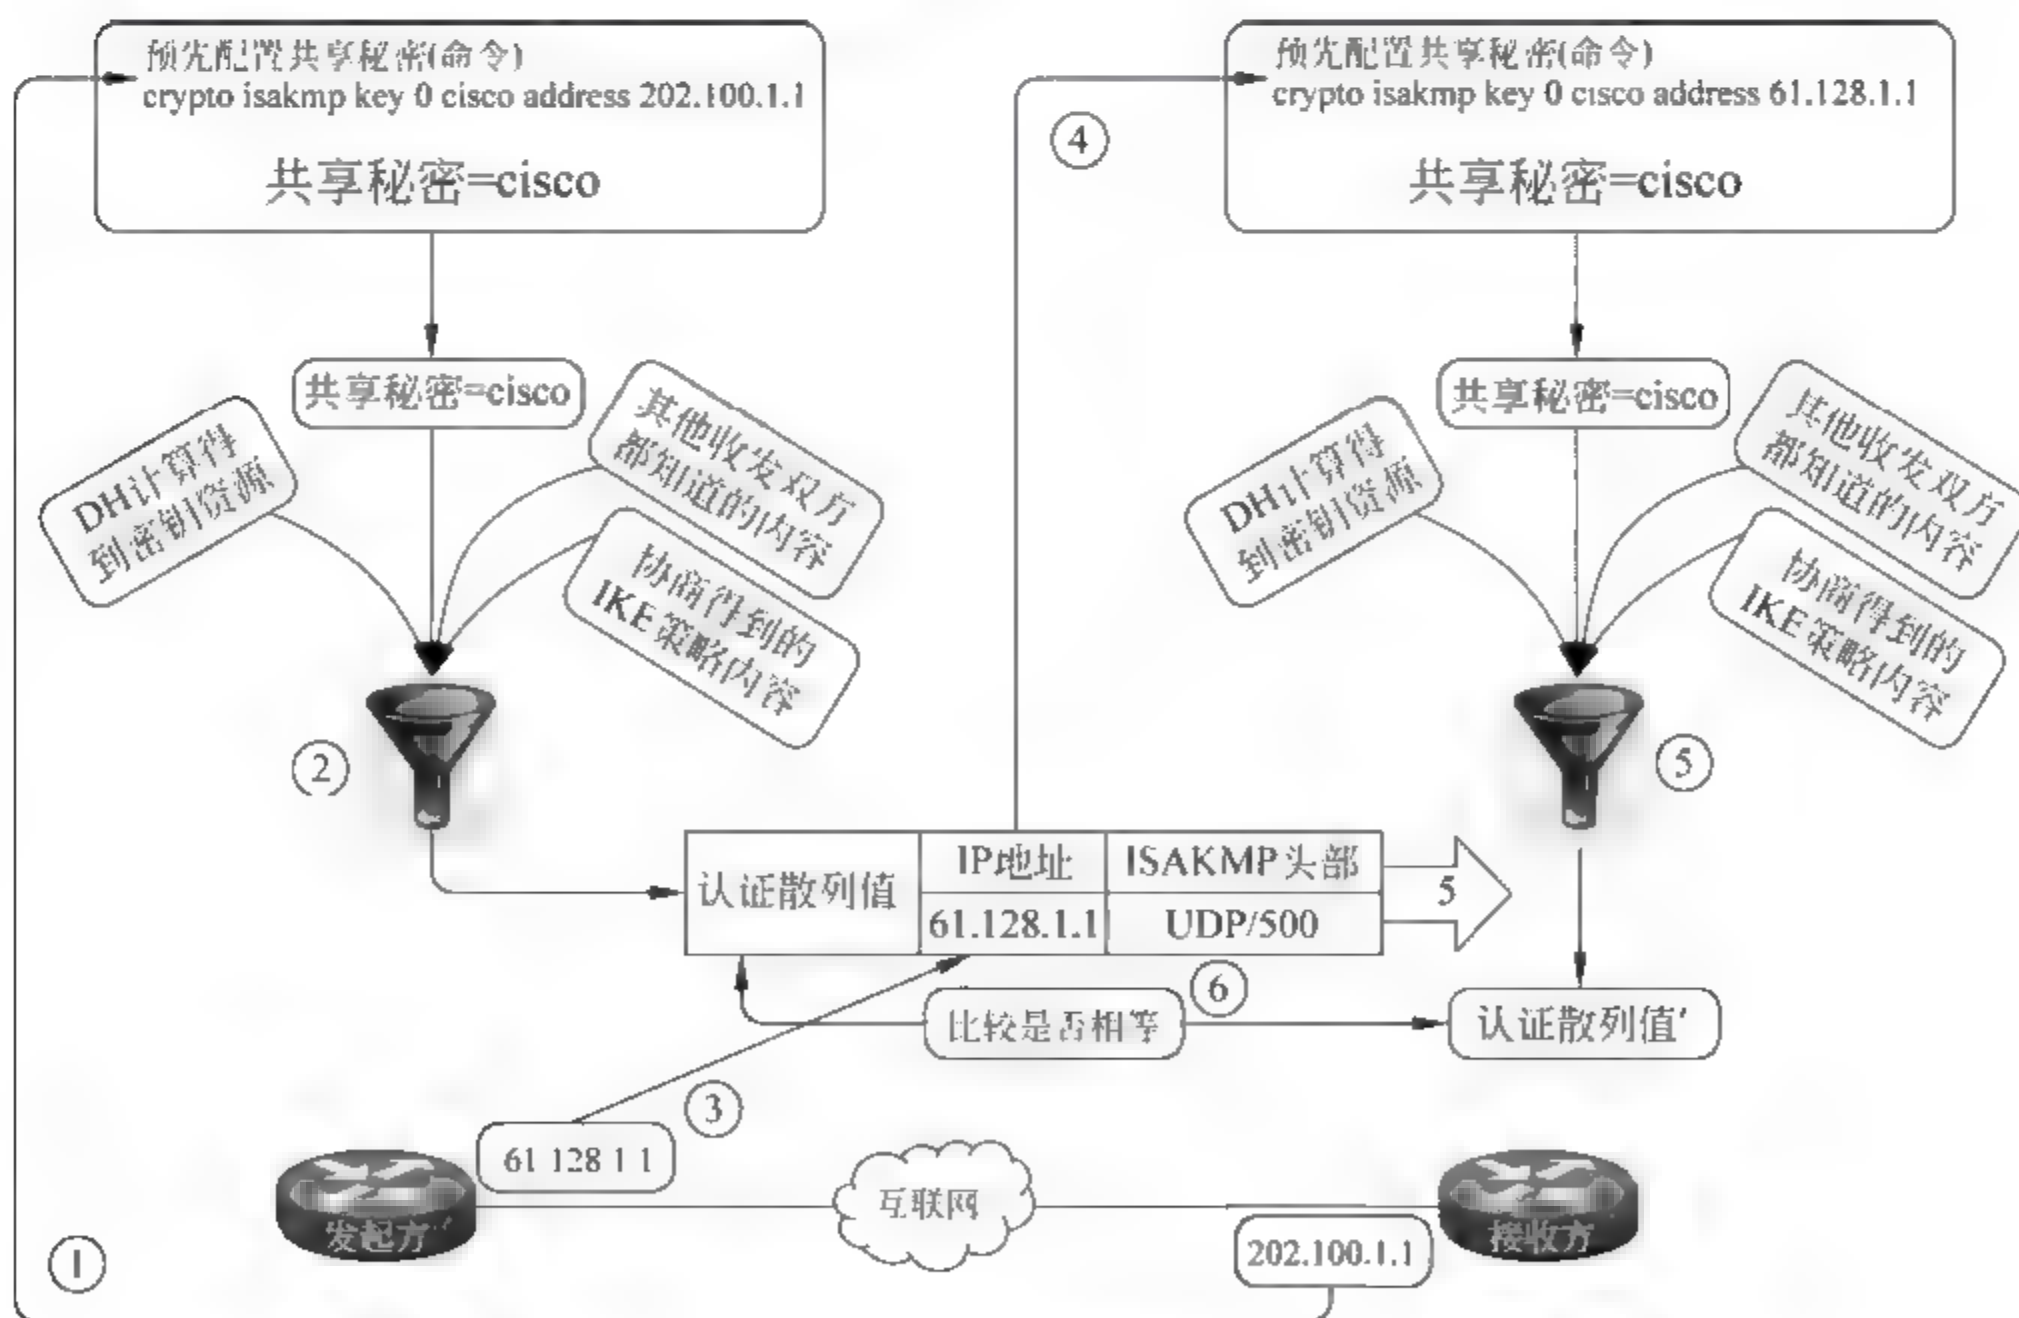 预先配置共享秘密(命令)
crypto isakmp key 0 cisco address 202.100.1.1
共享秘密=cisco
预先配置共享秘密(命令)
crypto isakmp key 0 cisco address 61.128.1.1
共享秘密=cisco
④
共享秘密=cisco
DH计算得
到密钥资源
其他收发双方
都知道的内容
协商得到的
IKE策略内容
②
共享秘密=cisco
DH计算得
到密钥资源
其他收发双方
都知道的内容
协商得到的
IKE策略内容
⑤
认证散列值
IP地址
ISAKMP头部
61.128.1.1
UDP/500
5
⑥
比较是否相等
认证散列值'
③
61 128 1 1
发起方
互联网
接收方
202.100.1.1
①